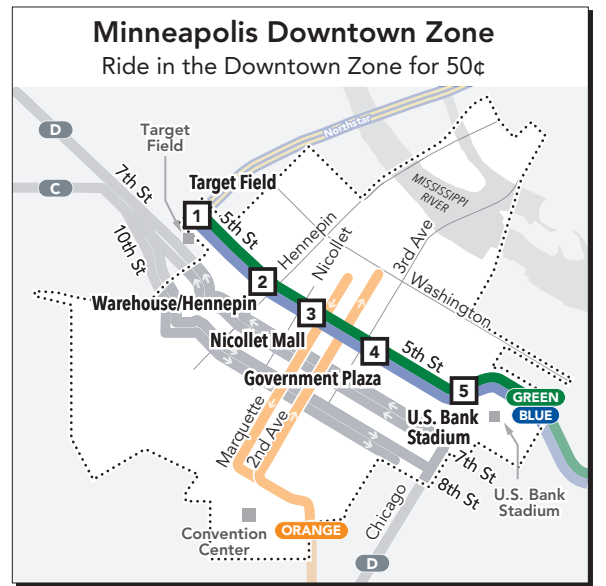 Minneapolis Downtown Zone
Ride in the Downtown Zone for 50¢
D
Target
Field
Northstar
C
7th St
Target Field
MISSISSIPPI
RIVER
1
5th St
10th St
Hennepin
Nicollet
3rd Ave
2
Washington
Warehouse/Hennepin
3
Nicollet Mall
4
5th St
Government Plaza
5
GREEN
BLUE
U.S. Bank
Stadium
Marquette
2nd Ave
7th St
8th St
U.S. Bank
Stadium
Chicago
Convention
Center
ORANGE
D